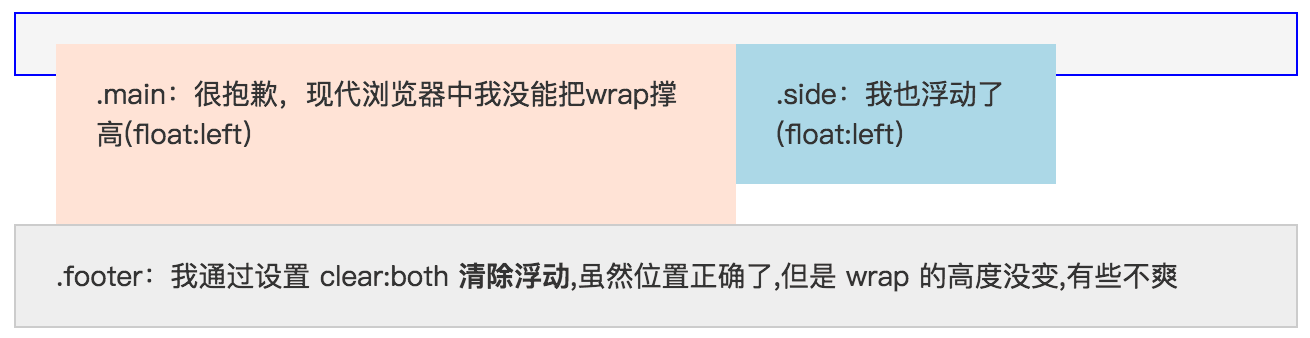 .main：很抱歉，现代浏览器中我没能把wrap撑
高(float:left)
.side：我也浮动了
(float:left)
.footer：我通过设置 clear:both 清除浮动,虽然位置正确了,但是 wrap 的高度没变,有些不爽